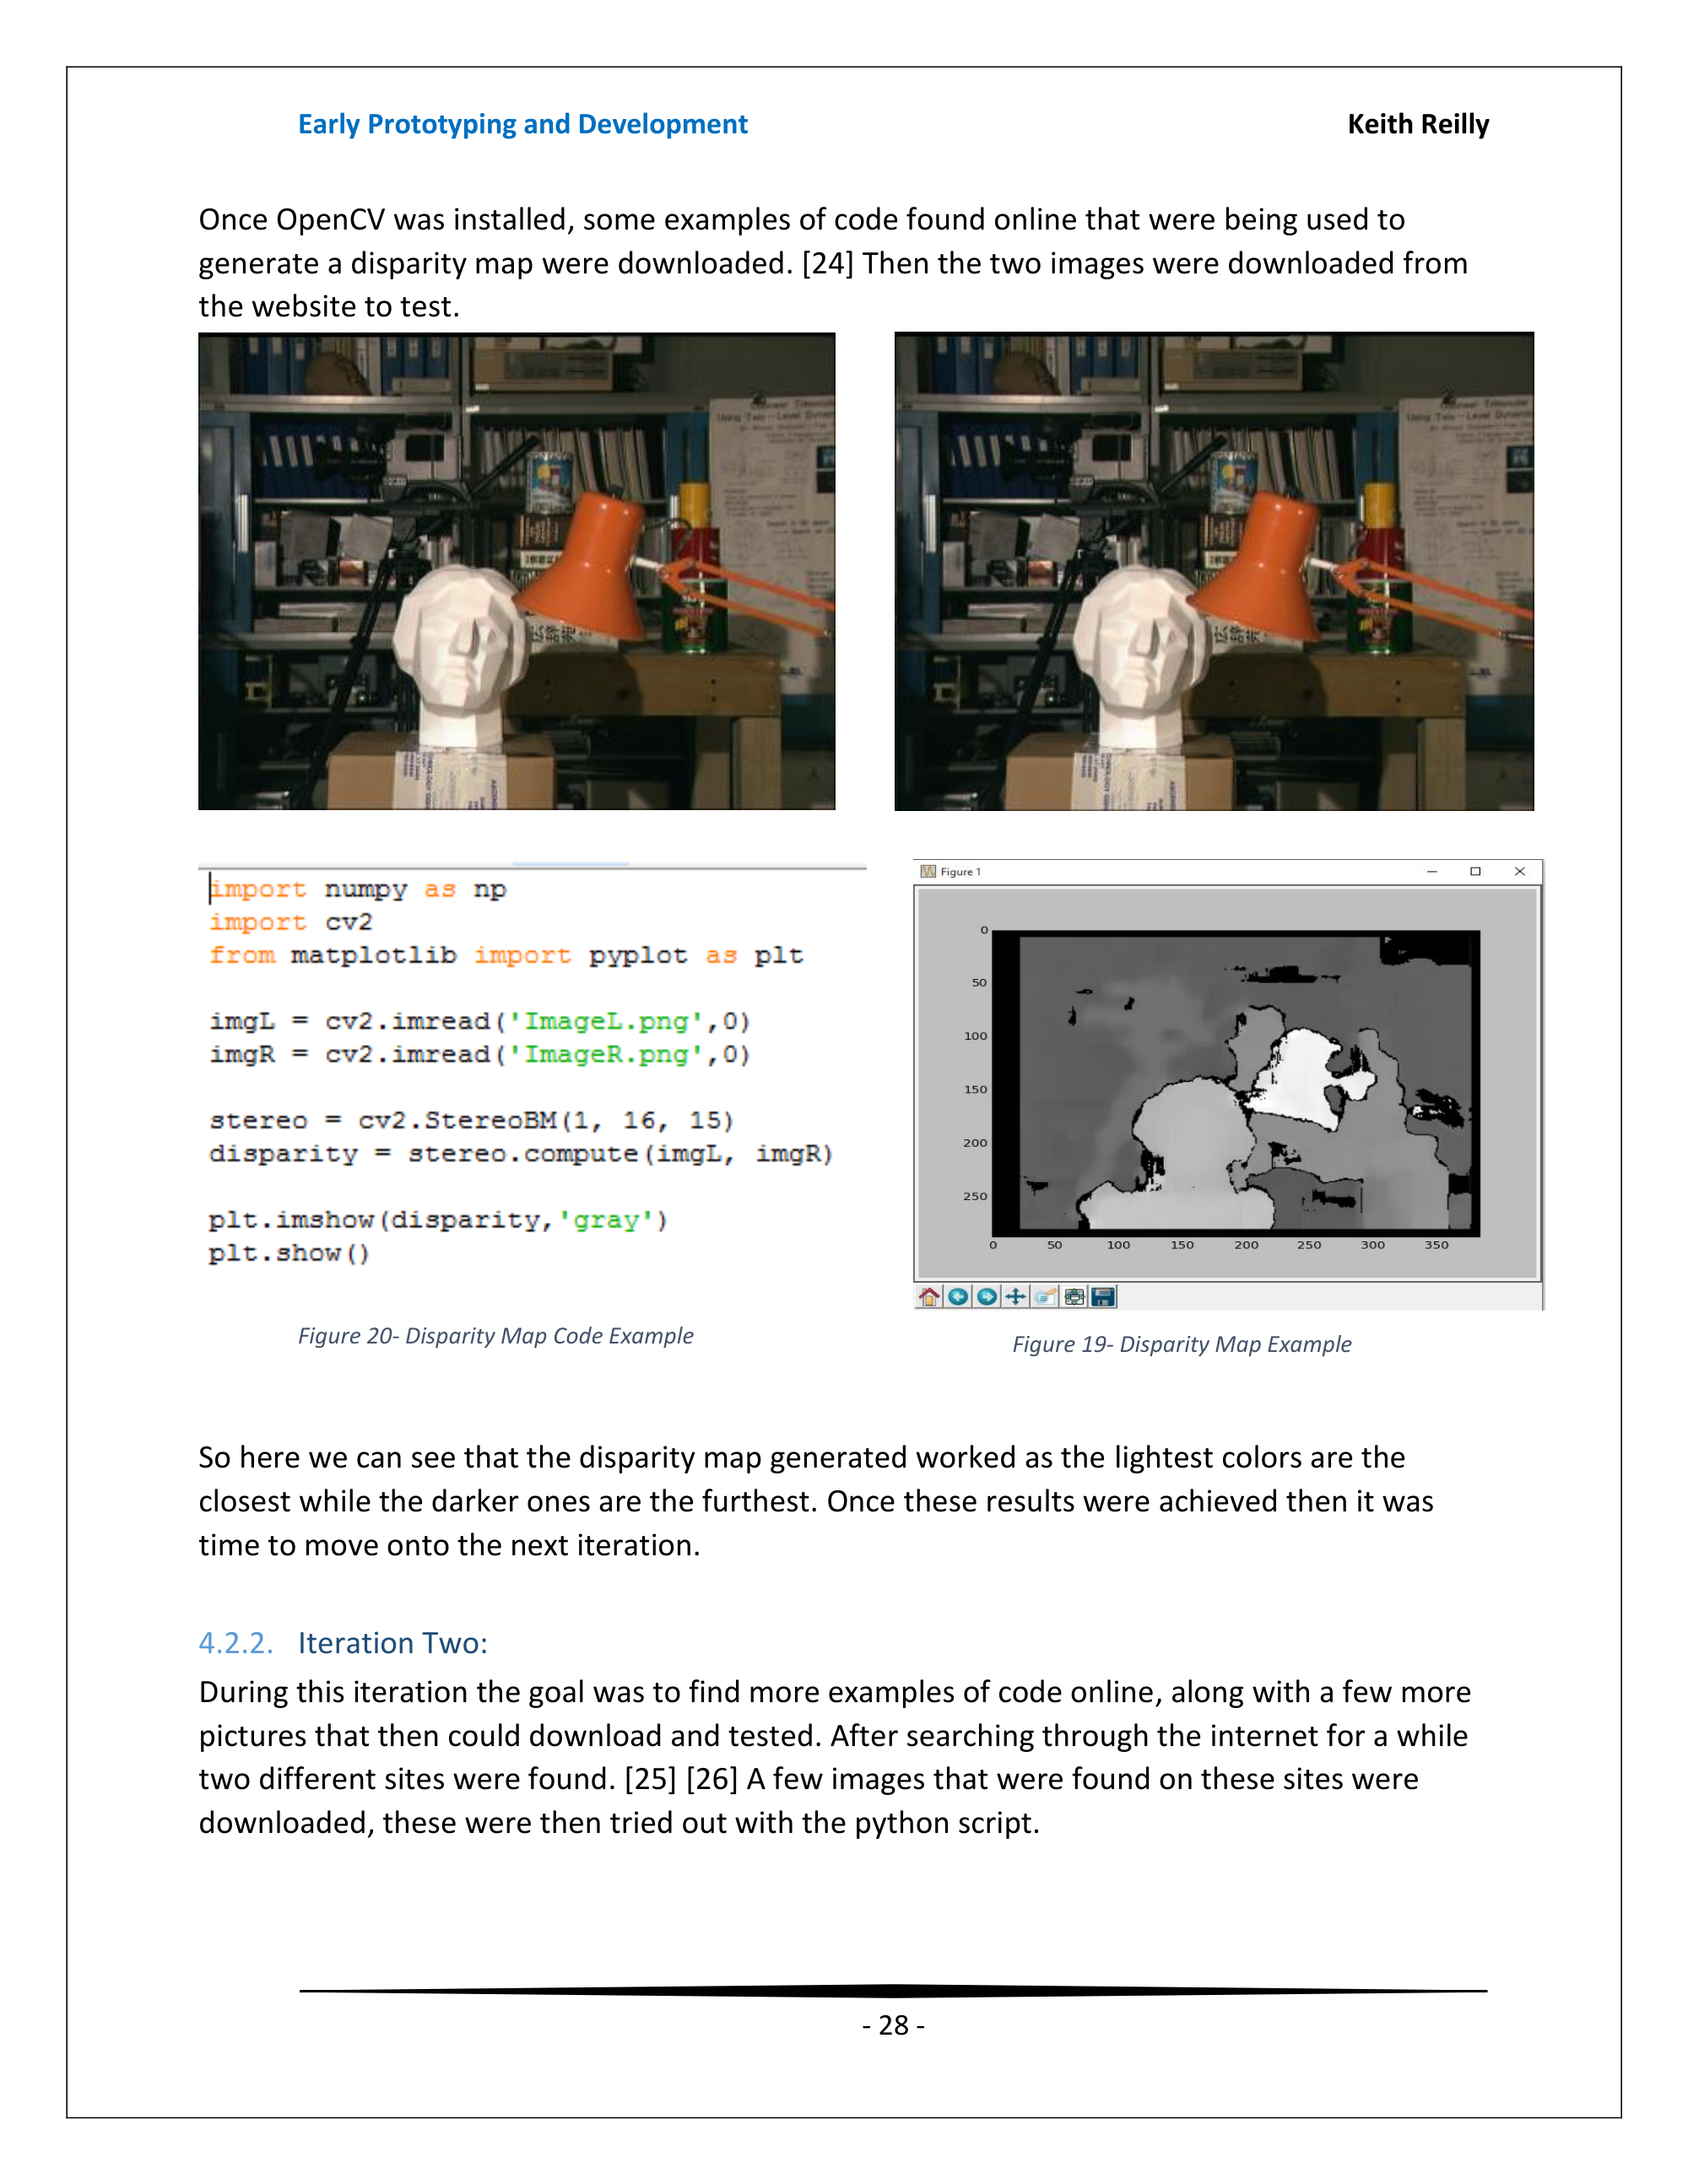 Early Prototyping and Development
Keith Reilly
Once OpenCV was installed, some examples of code found online that were being used to
generate a disparity map were downloaded. [24] Then the two images were downloaded from
the website to test.
import numpy as np
import cv2
from matplotlib import pyplot as plt
imgL = cv2.imread('ImageL.png',0)
imgR = cv2.imread('ImageR.png',0)
stereo = cv2.StereoBM(1, 16, 15)
disparity = stereo.compute(imgL, imgR)
plt.imshow(disparity,'gray')
plt.show()
Figure 20- Disparity Map Code Example
Figure 1
0
50
100
150
200
250
0 50 100 150 200 250 300 350
Figure 19- Disparity Map Example
So here we can see that the disparity map generated worked as the lightest colors are the
closest while the darker ones are the furthest. Once these results were achieved then it was
time to move onto the next iteration.
4.2.2. Iteration Two:
During this iteration the goal was to find more examples of code online, along with a few more
pictures that then could download and tested. After searching through the internet for a while
two different sites were found. [25] [26] A few images that were found on these sites were
downloaded, these were then tried out with the python script.
- 28 -